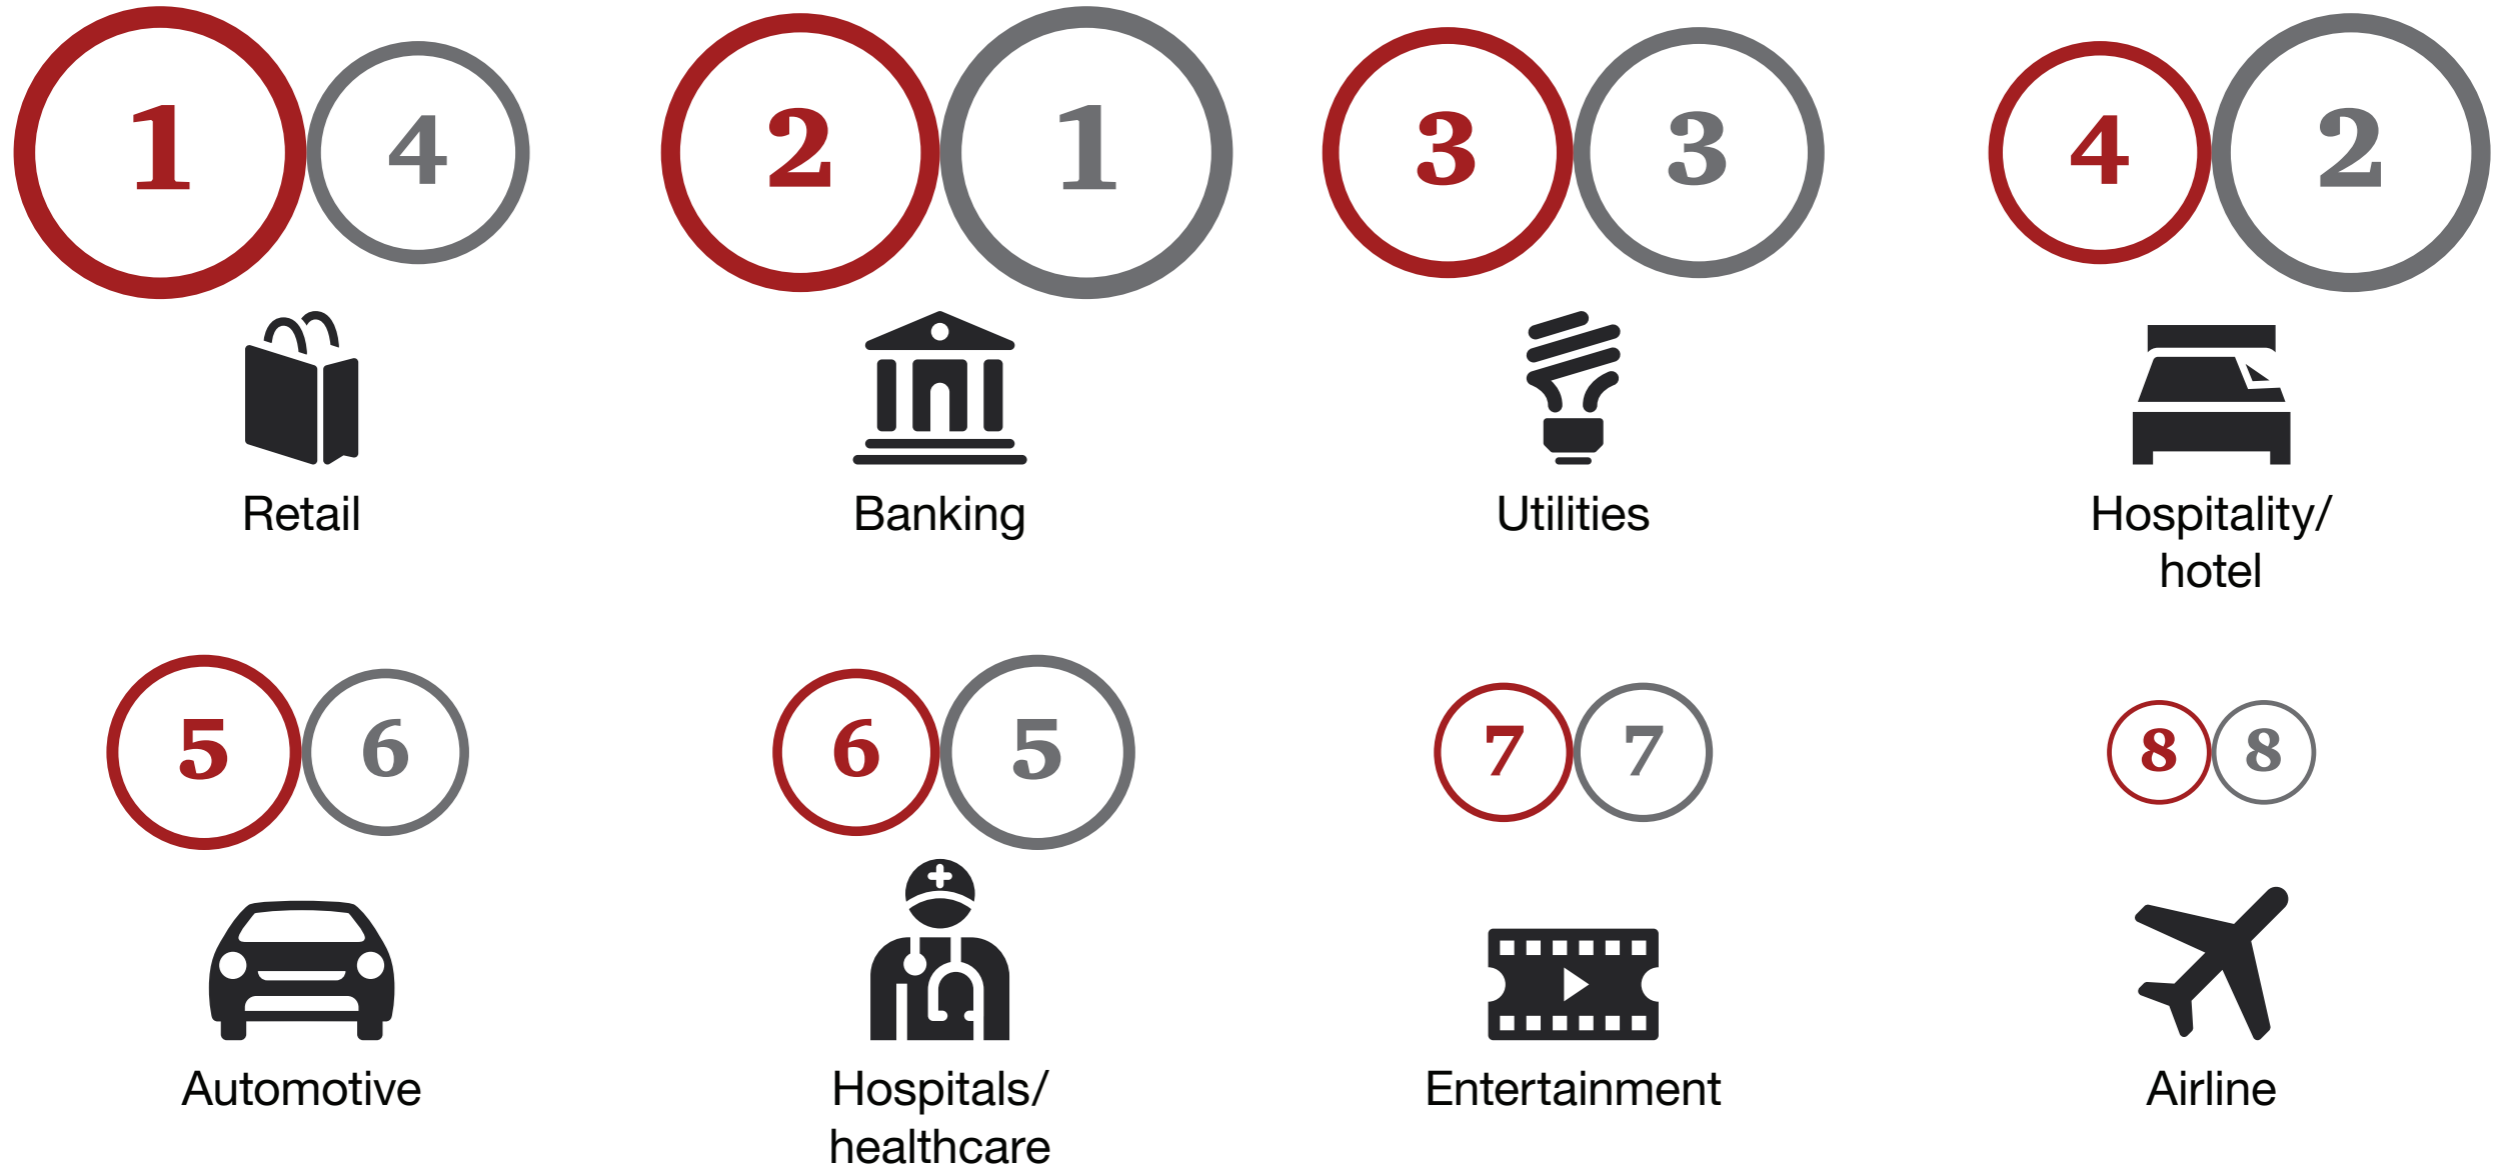 1 4 2 1 3 3 4 2
Retail Banking Utilities Hospitality/
hotel
5 6 6 5 7 7 8 8
Automotive Hospitals/ Entertainment Airline
healthcare